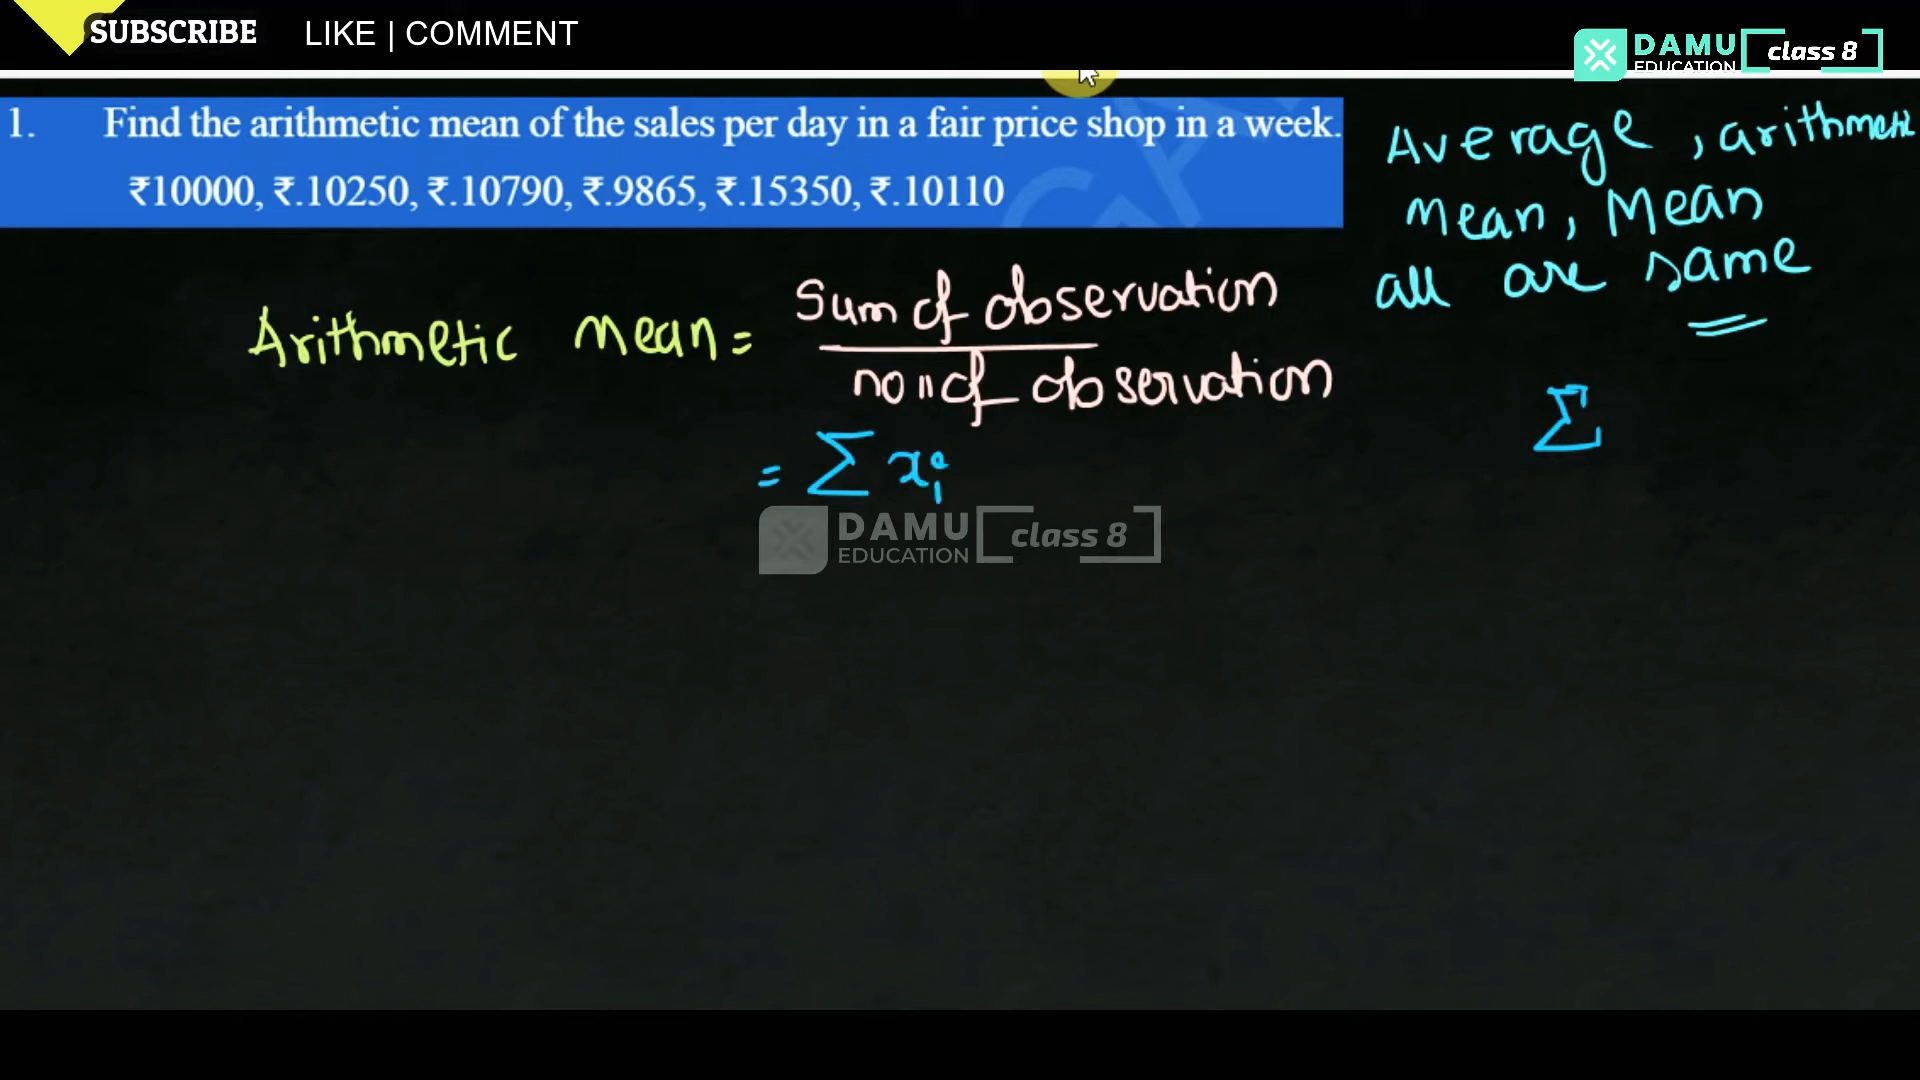 SUBSCRIBE LIKE | COMMENT
DAMU EDUCATION class 8
1. Find the arithmetic mean of the sales per day in a fair price shop in a week.
₹10000, ₹.10250, ₹.10790, ₹.9865, ₹.15350, ₹.10110
Average, arithmetic
mean, Mean
all are same
Arithmetic mean = Sum of observation
no" of observation
Σ
= Σ xi
DAMU EDUCATION class 8